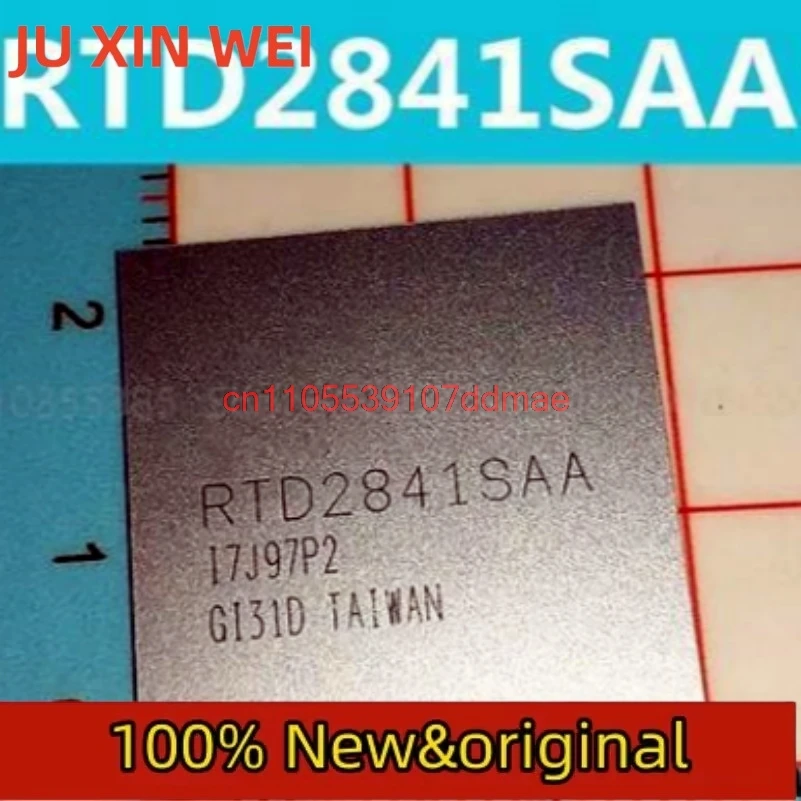 JU XIN WEI
RTD2841SAA
2
cn1105539107ddmae
RTD2841SAA
I7J97P2
1
GI31D TAIWAN
100% New&original